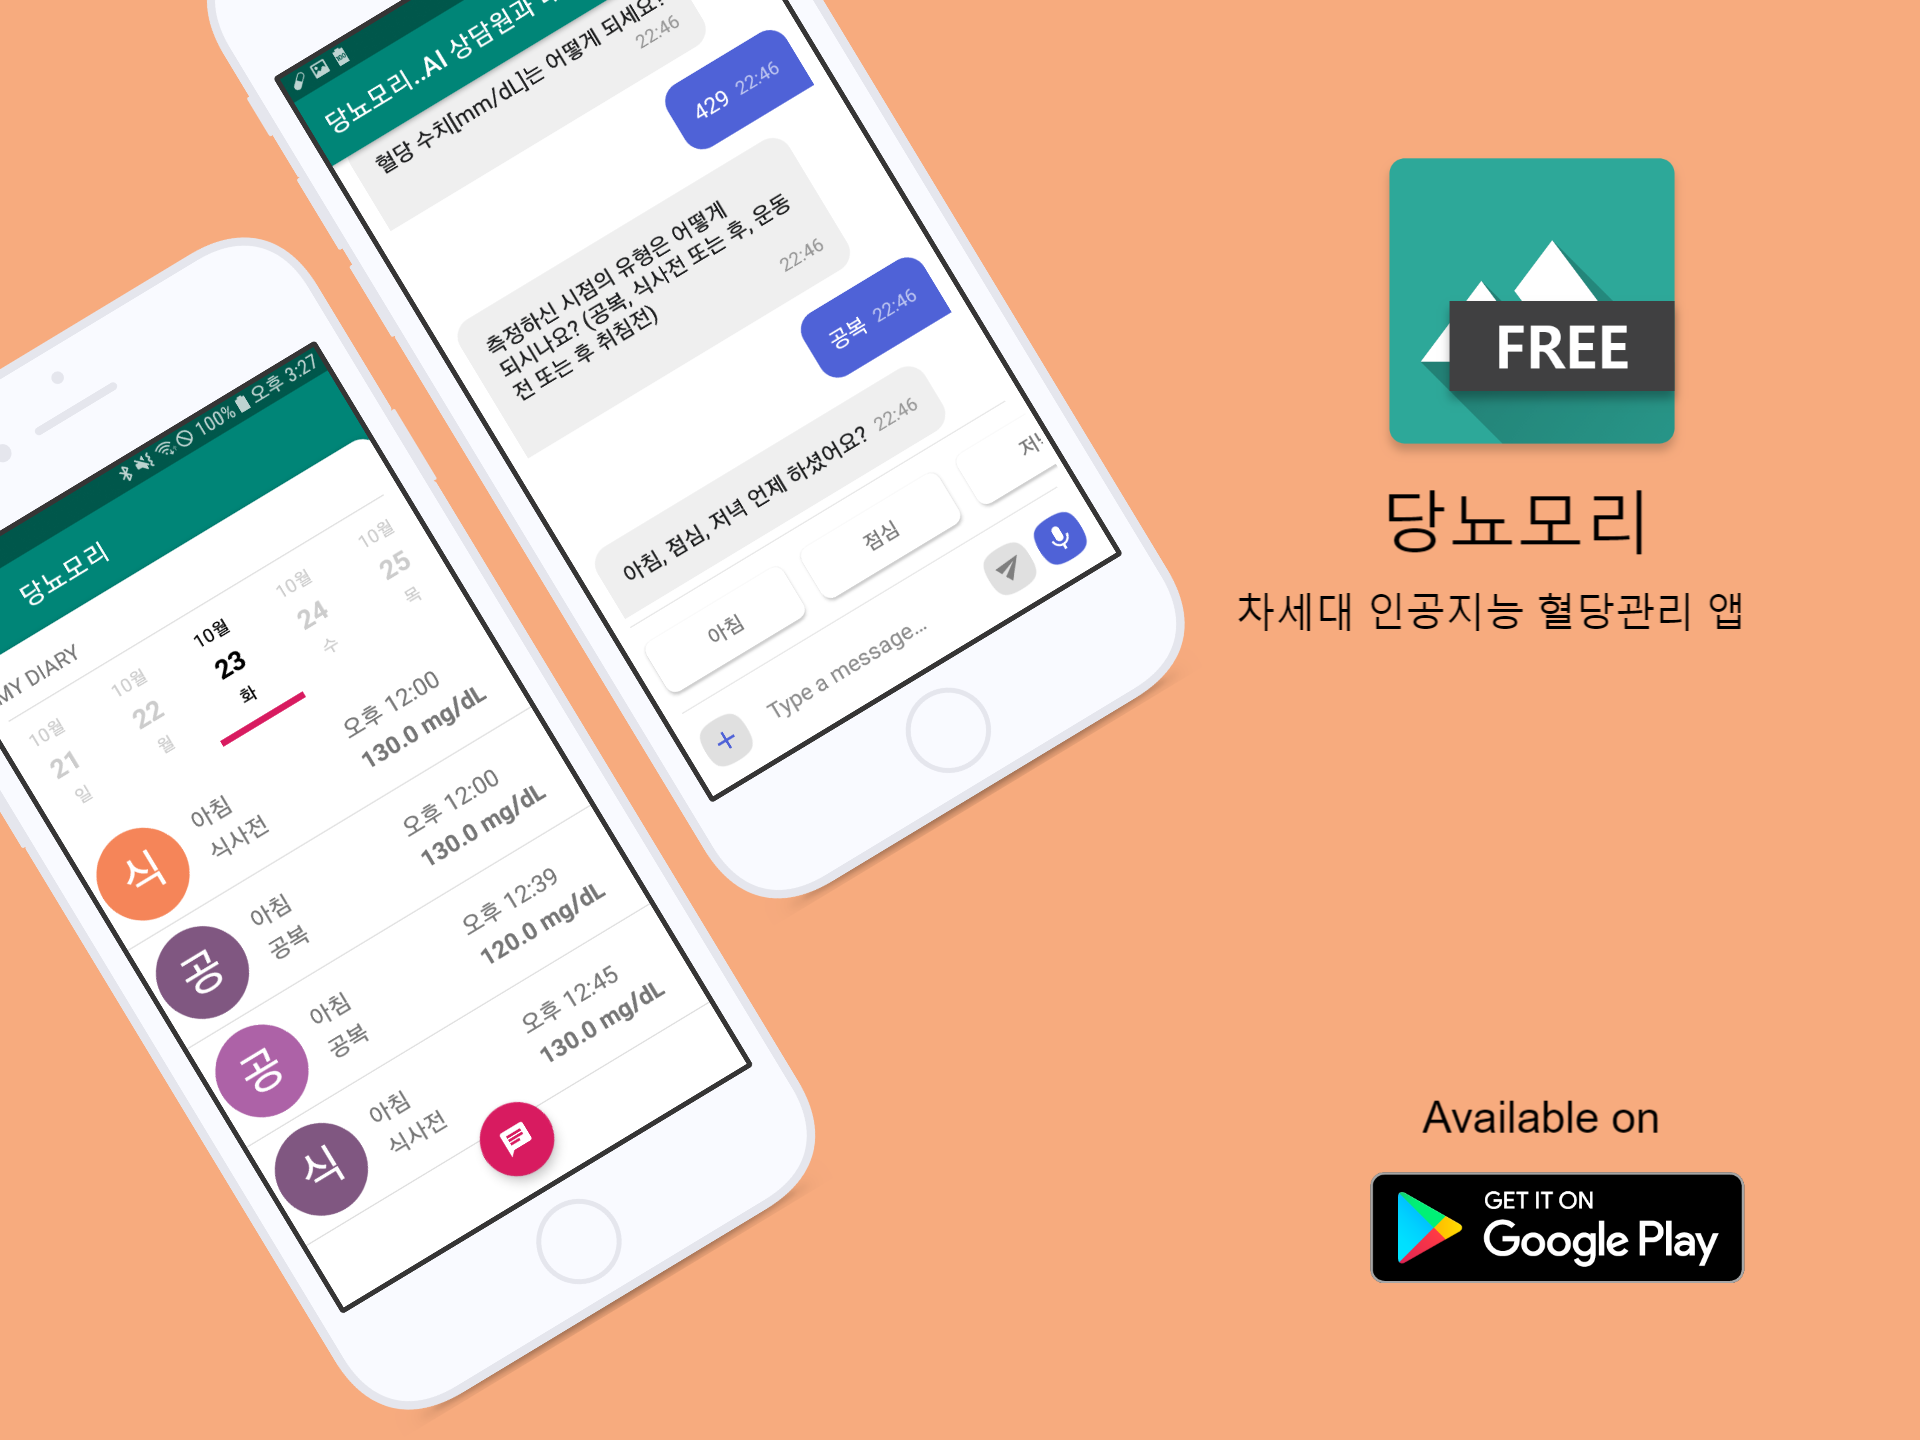 당뇨모리..AI 상담원과
혈당 수치[mm/dL]는 어떻게 되세요?
22:46
429 22:46
측정하신 시점의 유형은 어떻게
되시나요? (공복, 식사전 또는 후, 운동
전 또는 후 취침전)
22:46
공복 22:46
아침, 점심, 저녁 언제 하셨어요? 22:46
아침
점심
Type a message...
100% 오후 3:27
당뇨모리
MY DIARY
10월
21
일
10월
22
월
10월
23
화
10월
24
수
10월
25
목
식
아침
식사전
오후 12:00
130.0 mg/dL
공
아침
공복
오후 12:00
130.0 mg/dL
공
아침
공복
오후 12:39
120.0 mg/dL
식
아침
식사전
오후 12:45
130.0 mg/dL
FREE
당뇨모리
차세대 인공지능 혈당관리 앱
Available on
GET IT ON
Google Play